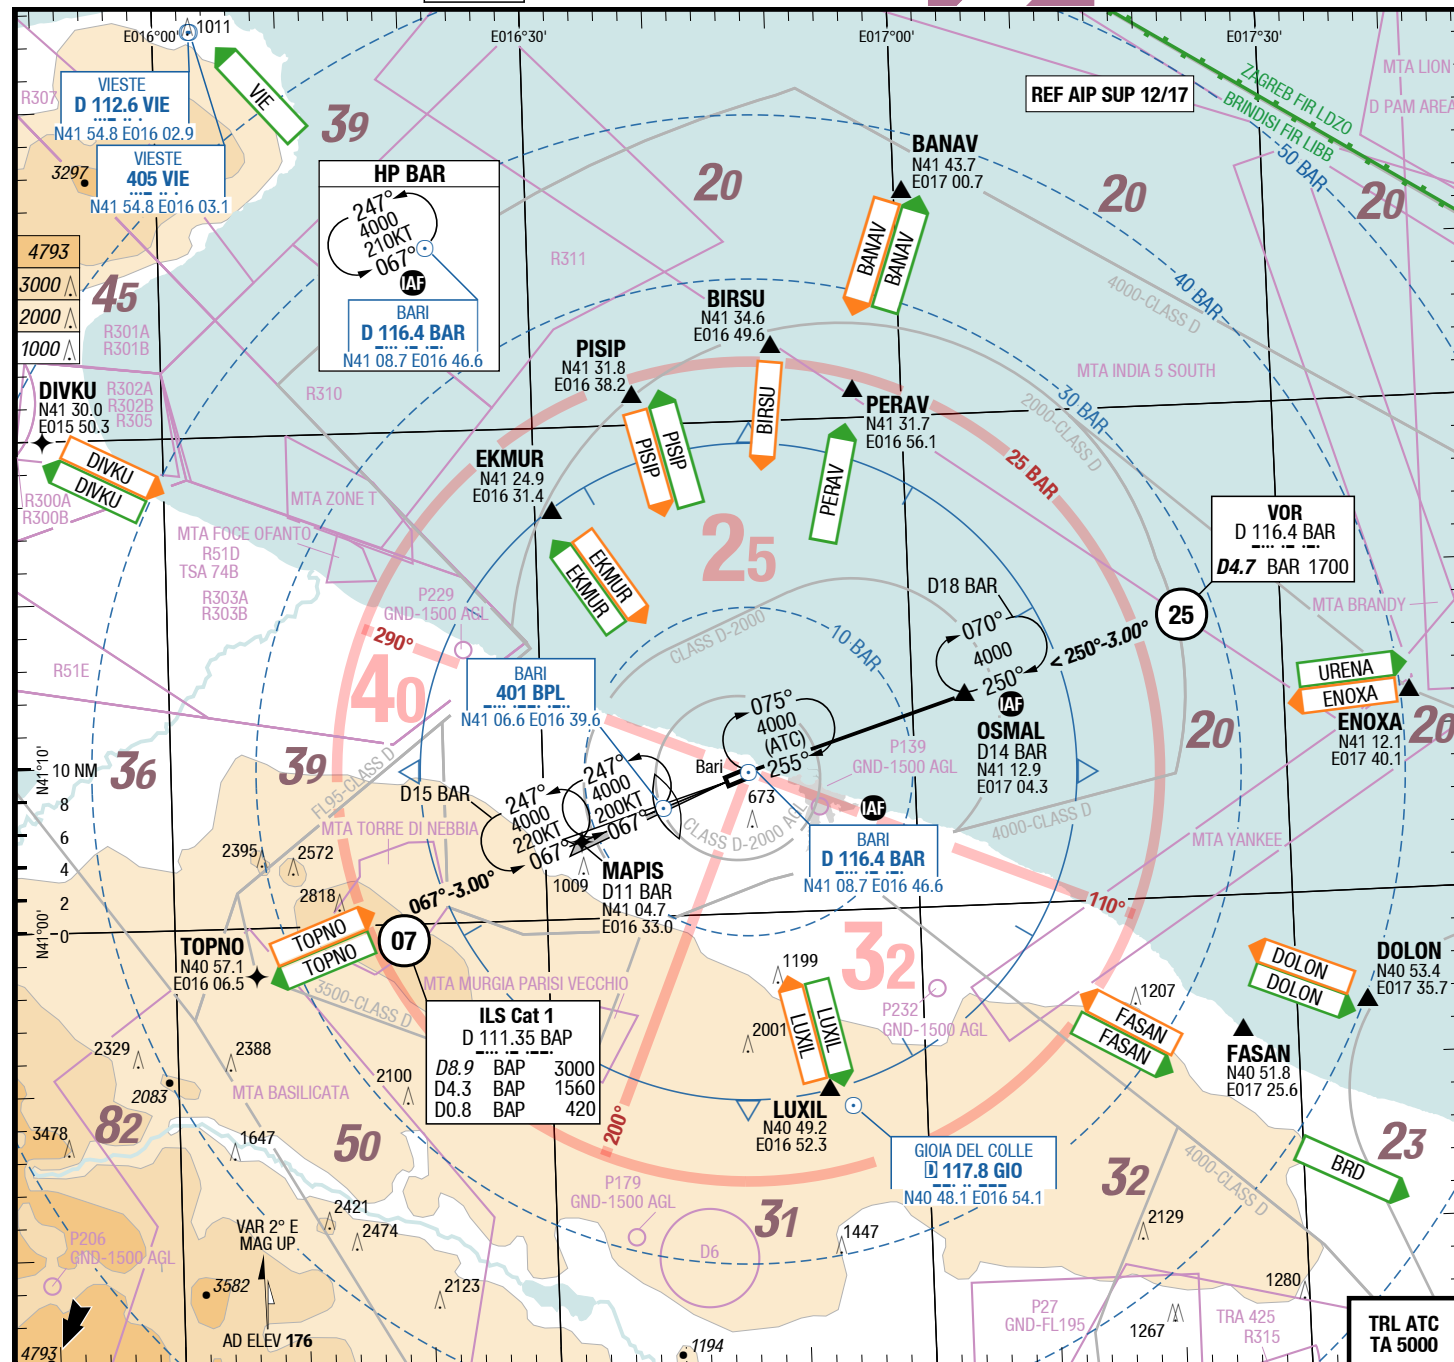 E016°00'
1011
E016°30'
E017°00'
E017°30'
ZAGREB FIR LDZO
BRINDISI FIR LIBB
MTA LION
D PAM AREA
REF AIP SUP 12/17
R307
VIESTE
D 112.6 VIE
N41 54.8 E016 02.9
VIESTE
405 VIE
N41 54.8 E016 03.1
VIE
3297
39
20
20
20
50 BAR
HP BAR
247°
4000
210KT
067°
IAF
BARI
D 116.4 BAR
N41 08.7 E016 46.6
BANAV
N41 43.7
E017 00.7
BANAV
BANAV
4793
3000
2000
1000
45
R301A
R301B
R311
R310
40 BAR
4000-CLASS D
BIRSU
N41 34.6
E016 49.6
BIRSU
PISIP
N41 31.8
E016 38.2
PISIP
PISIP
PERAV
N41 31.7
E016 56.1
PERAV
MTA INDIA 5 SOUTH
30 BAR
2000-CLASS D
25 BAR
DIVKU
N41 30.0
E015 50.3
R302A
R302B
R305
DIVKU
DIVKU
R300A
R300B
EKMUR
N41 24.9
E016 31.4
EKMUR
EKMUR
MTA ZONE T
MTA FOCE OFANTO
R51D
TSA 74B
R303A
R303B
P229
GND-1500 AGL
25
VOR
D 116.4 BAR
D4.7 BAR 1700
25
< 250°-3.00°
MTA BRANDY
D18 BAR
070°
4000
250°
IAF
OSMAL
D14 BAR
N41 12.9
E017 04.3
CLASS D-2000
10 BAR
290°
R51E
40
BARI
401 BPL
N41 06.6 E016 39.6
075°
4000
(ATC)
255°
Bari
673
P139
GND-1500 AGL
IAF
URENA
ENOXA
ENOXA
N41 12.1
E017 40.1
20
20
N41°10'
10 NM
8
6
4
2
0
N41°00'
36
39
FL95-CLASS D
D15 BAR
247°
4000
220KT
067°
247°
4000
200KT
067°
MTA TORRE DI NEBBIA
CLASS D-2000 AGL
4000-CLASS D
MTA YANKEE
BARI
D 116.4 BAR
N41 08.7 E016 46.6
2395
2572
2818
1009
MAPIS
D11 BAR
N41 04.7
E016 33.0
067°-3.00°
07
110°
TOPNO
TOPNO
TOPNO
N40 57.1
E016 06.5
3500-CLASS D
MTA MURGIA PARISI VECCHIO
ILS Cat 1
D 111.35 BAP
D8.9 BAP 3000
D4.3 BAP 1560
D0.8 BAP 420
1199
32
P232
GND-1500 AGL
2001
LUXIL
LUXIL
LUXIL
N40 49.2
E016 52.3
1207
FASAN
FASAN
FASAN
N40 51.8
E017 25.6
DOLON
DOLON
DOLON
N40 53.4
E017 35.7
2329
2388
2083
2100
MTA BASILICATA
82
3478
1647
50
200°
GIOIA DEL COLLE
D 117.8 GIO
N40 48.1 E016 54.1
32
4000-CLASS D
23
BRD
P179
GND-1500 AGL
31
D6
1447
2129
2421
2474
2123
VAR 2° E
MAG UP
P206
GND-1500 AGL
3582
AD ELEV 176
4793
1194
P27
GND-FL195
1267
1280
TRA 425
R315
TRL ATC
TA 5000